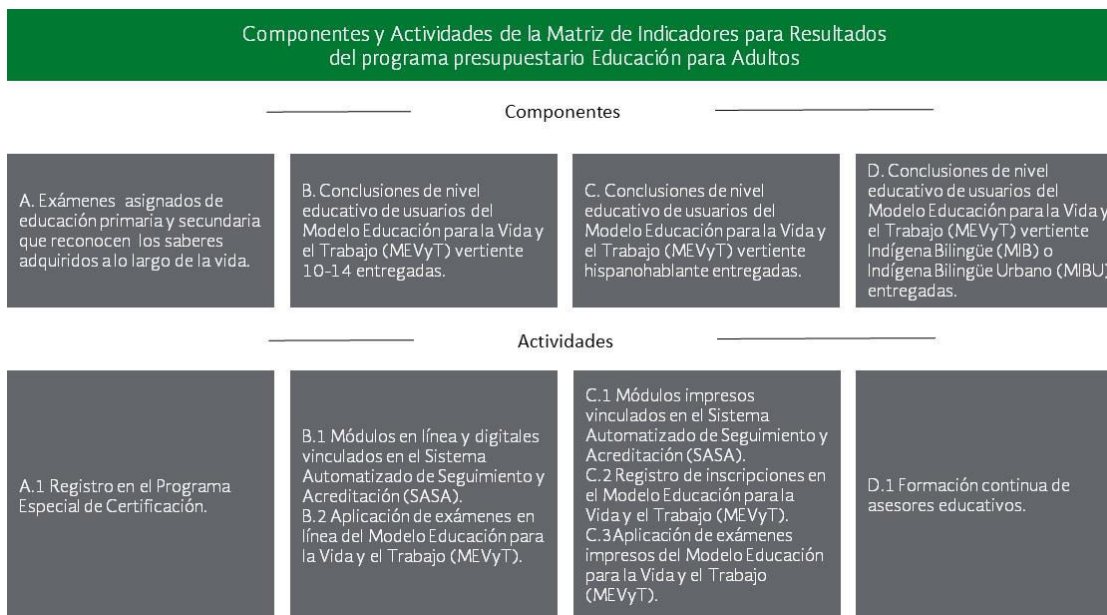 Componentes y Actividades de la Matriz de Indicadores para Resultados
del programa presupuestario Educación para Adultos
Componentes
A. Exámenes asignados de
educación primaria y secundaria
que reconocen los saberes
adquiridos a lo largo de la vida.
B. Conclusiones de nivel
educativo de usuarios del
Modelo Educación para la Vida y
el Trabajo (MEVyT) vertiente
10-14 entregadas.
C. Conclusiones de nivel
educativo de usuarios del
Modelo Educación para la Vida y
el Trabajo (MEVyT) vertiente
hispanohablante entregadas.
D. Conclusiones de nivel
educativo de usuarios del
Modelo Educación para la Vida y
el Trabajo (MEVyT) vertiente
Indígena Bilingüe (MIB) o
Indígena Bilingüe Urbano (MIBU)
entregadas.
Actividades
A.1 Registro en el Programa
Especial de Certificación.
B.1 Módulos en línea y digitales
vinculados en el Sistema
Automatizado de Seguimiento y
Acreditación (SASA).
B.2 Aplicación de exámenes en
línea del Modelo Educación para
la Vida y el Trabajo (MEVyT).
C.1 Módulos impresos
vinculados en el Sistema
Automatizado de Seguimiento y
Acreditación (SASA).
C.2 Registro de inscripciones en
el Modelo Educación para la
Vida y el Trabajo (MEVyT).
C.3Aplicación de exámenes
impresos del Modelo Educación
para la Vida y el Trabajo
(MEVyT).
D.1 Formación continua de
asesores educativos.